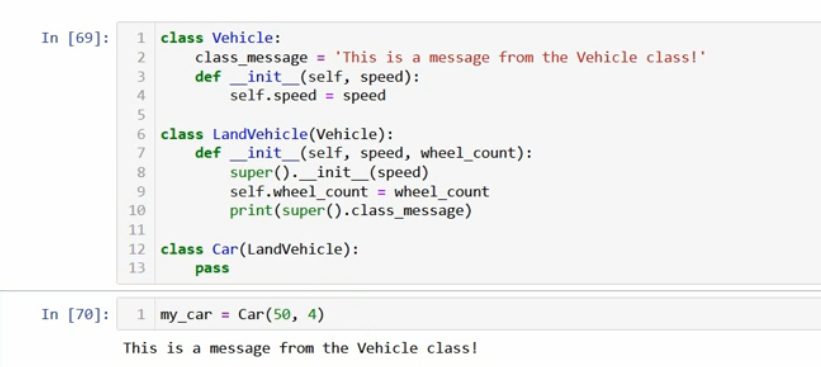 In [69]:
1 class Vehicle:
2     class_message = 'This is a message from the Vehicle class!'
3     def __init__(self, speed):
4         self.speed = speed
5
6 class LandVehicle(Vehicle):
7     def __init__(self, speed, wheel_count):
8         super().__init__(speed)
9         self.wheel_count = wheel_count
10         print(super().class_message)
11
12 class Car(LandVehicle):
13     pass
In [70]:
1 my_car = Car(50, 4)
This is a message from the Vehicle class!